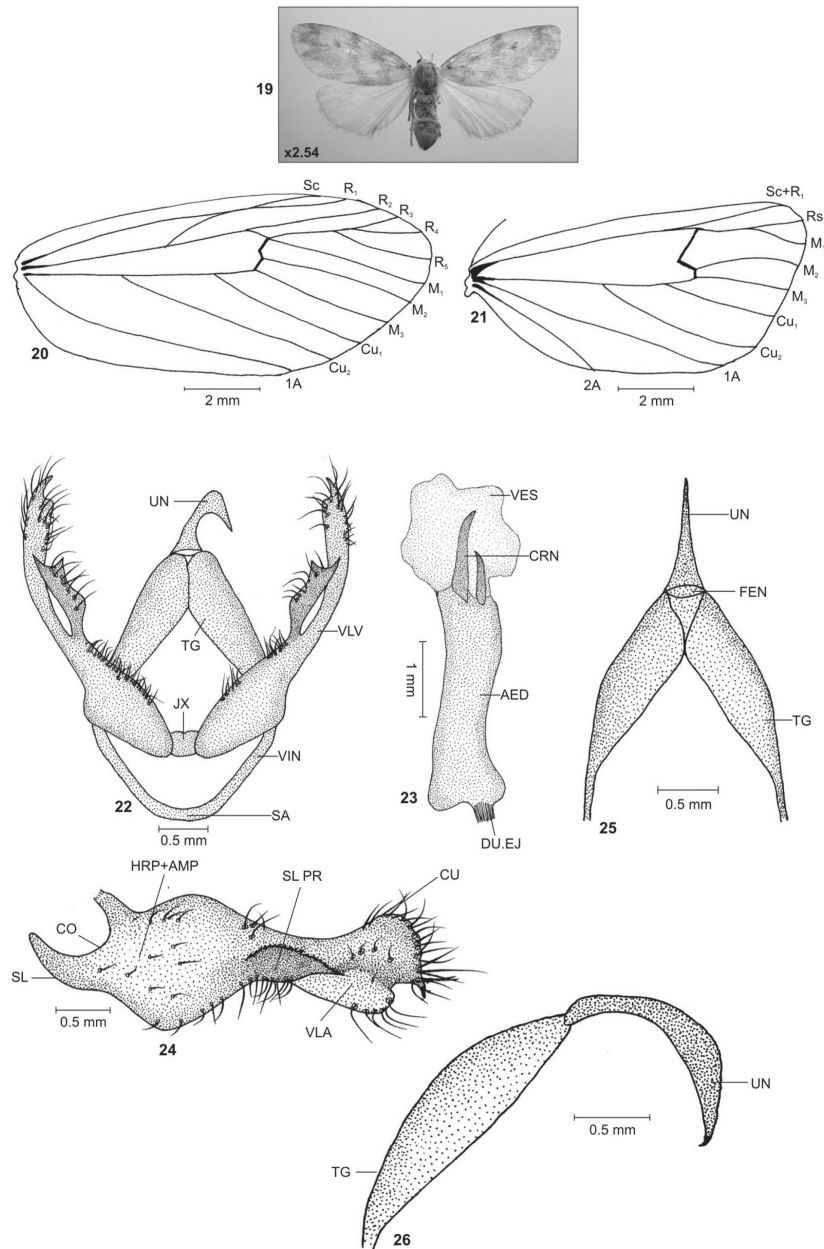 19
x2.54
Sc
R1
R2
R3
R4
R5
M1
M2
M3
Cu1
Cu2
1A
20
2 mm
Sc+R1
Rs
M1
M2
M3
Cu1
Cu2
1A
2A
21
2 mm
UN
TG
VLV
JX
VIN
SA
22
0.5 mm
VES
CRN
1 mm
AED
23
DU.EJ
UN
FEN
TG
0.5 mm
25
HRP+AMP
SL PR
CU
CO
SL
0.5 mm
VLA
24
UN
0.5 mm
TG
26